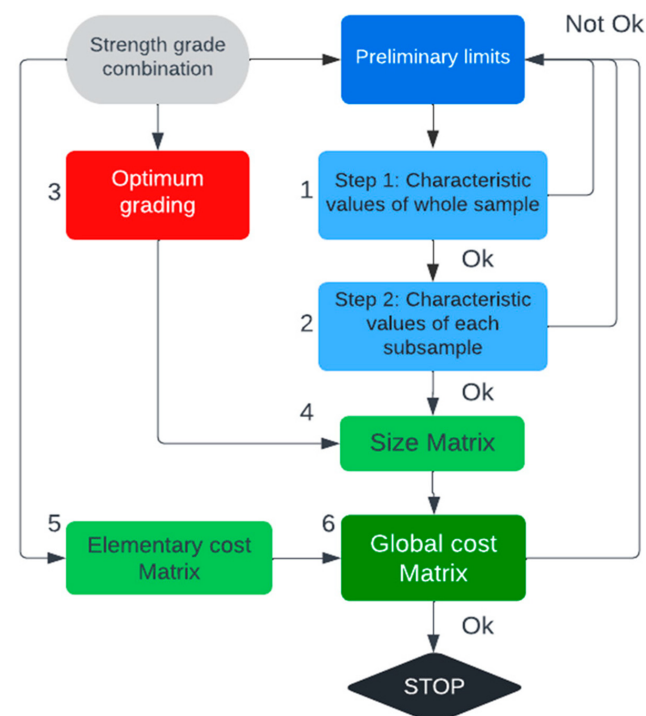 Not Ok
Strength grade
combination
Preliminary limits
3
Optimum
grading
1
Step 1: Characteristic
values of whole sample
Ok
2
Step 2: Characteristic
values of each
subsample
Ok
4
Size Matrix
5
Elementary cost
Matrix
6
Global cost
Matrix
Ok
STOP